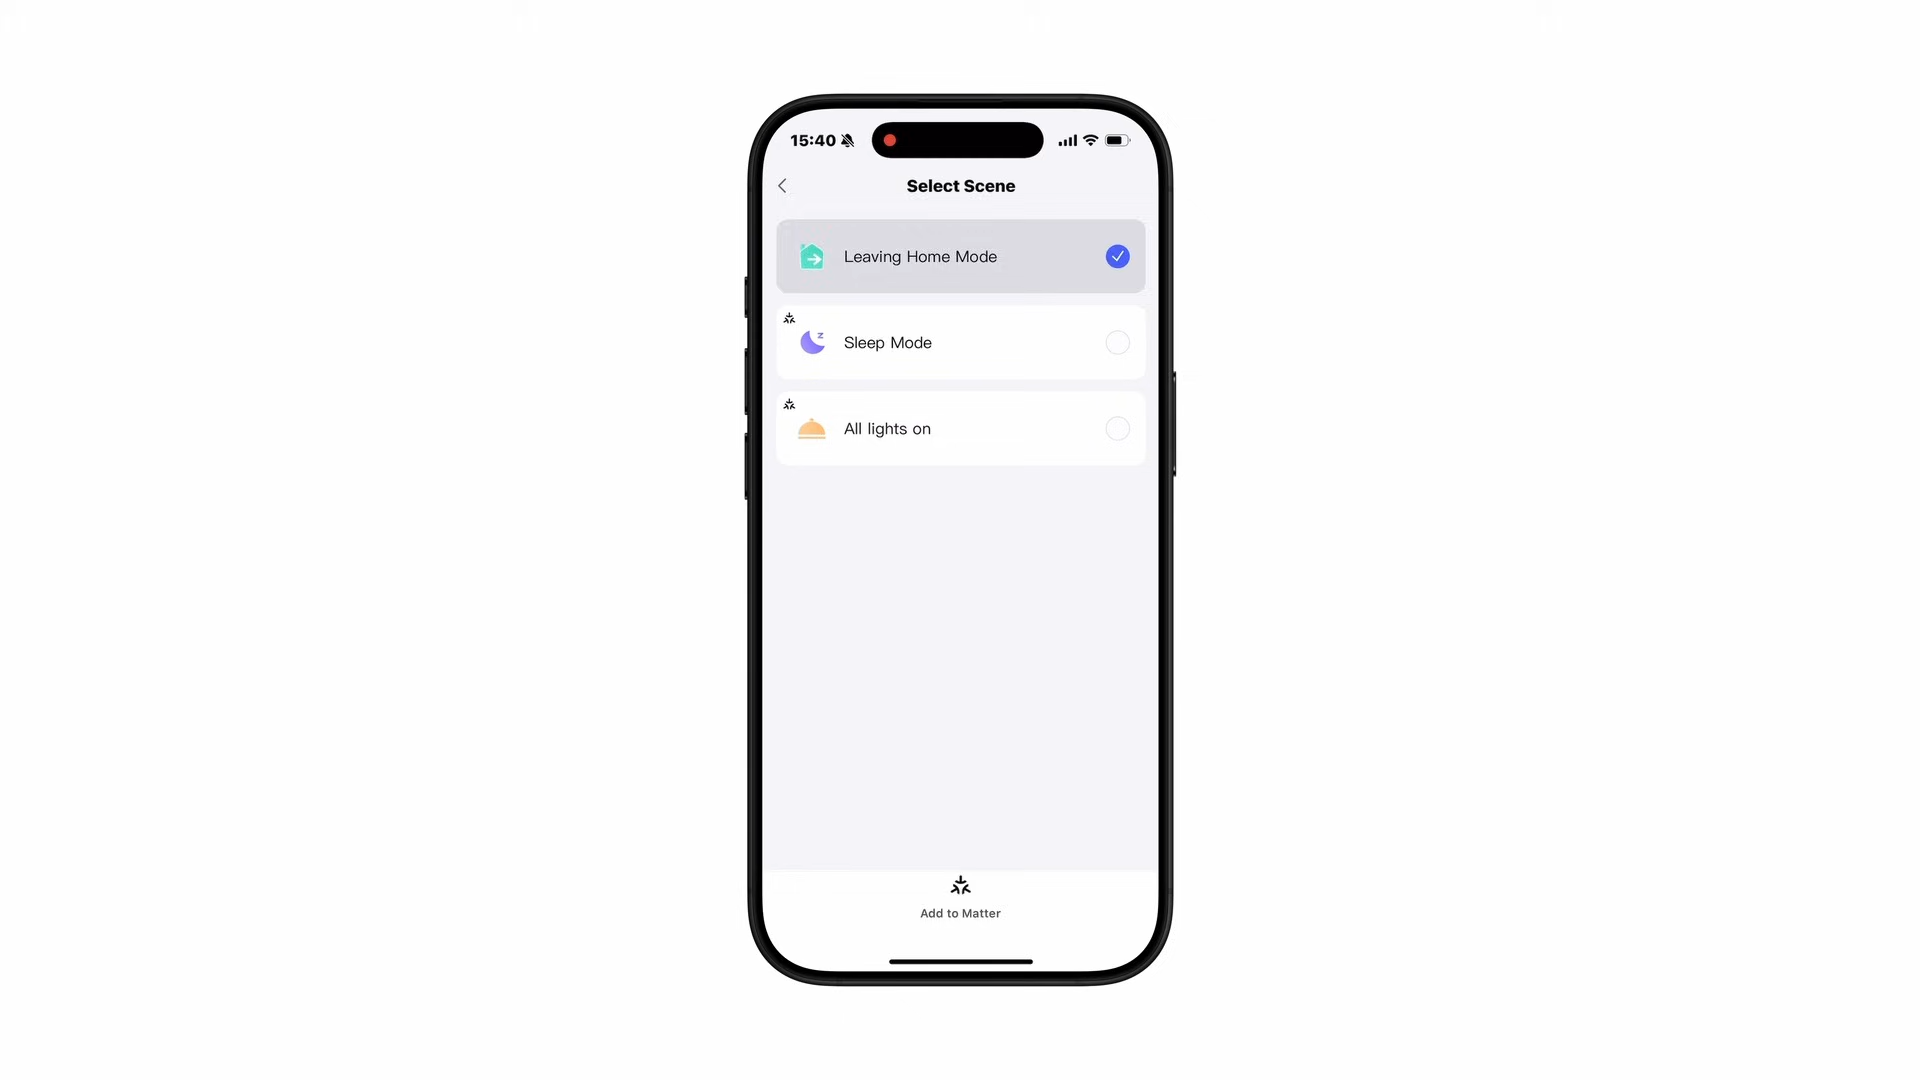 15:40
Select Scene
Leaving Home Mode
Sleep Mode
All lights on
Add to Matter